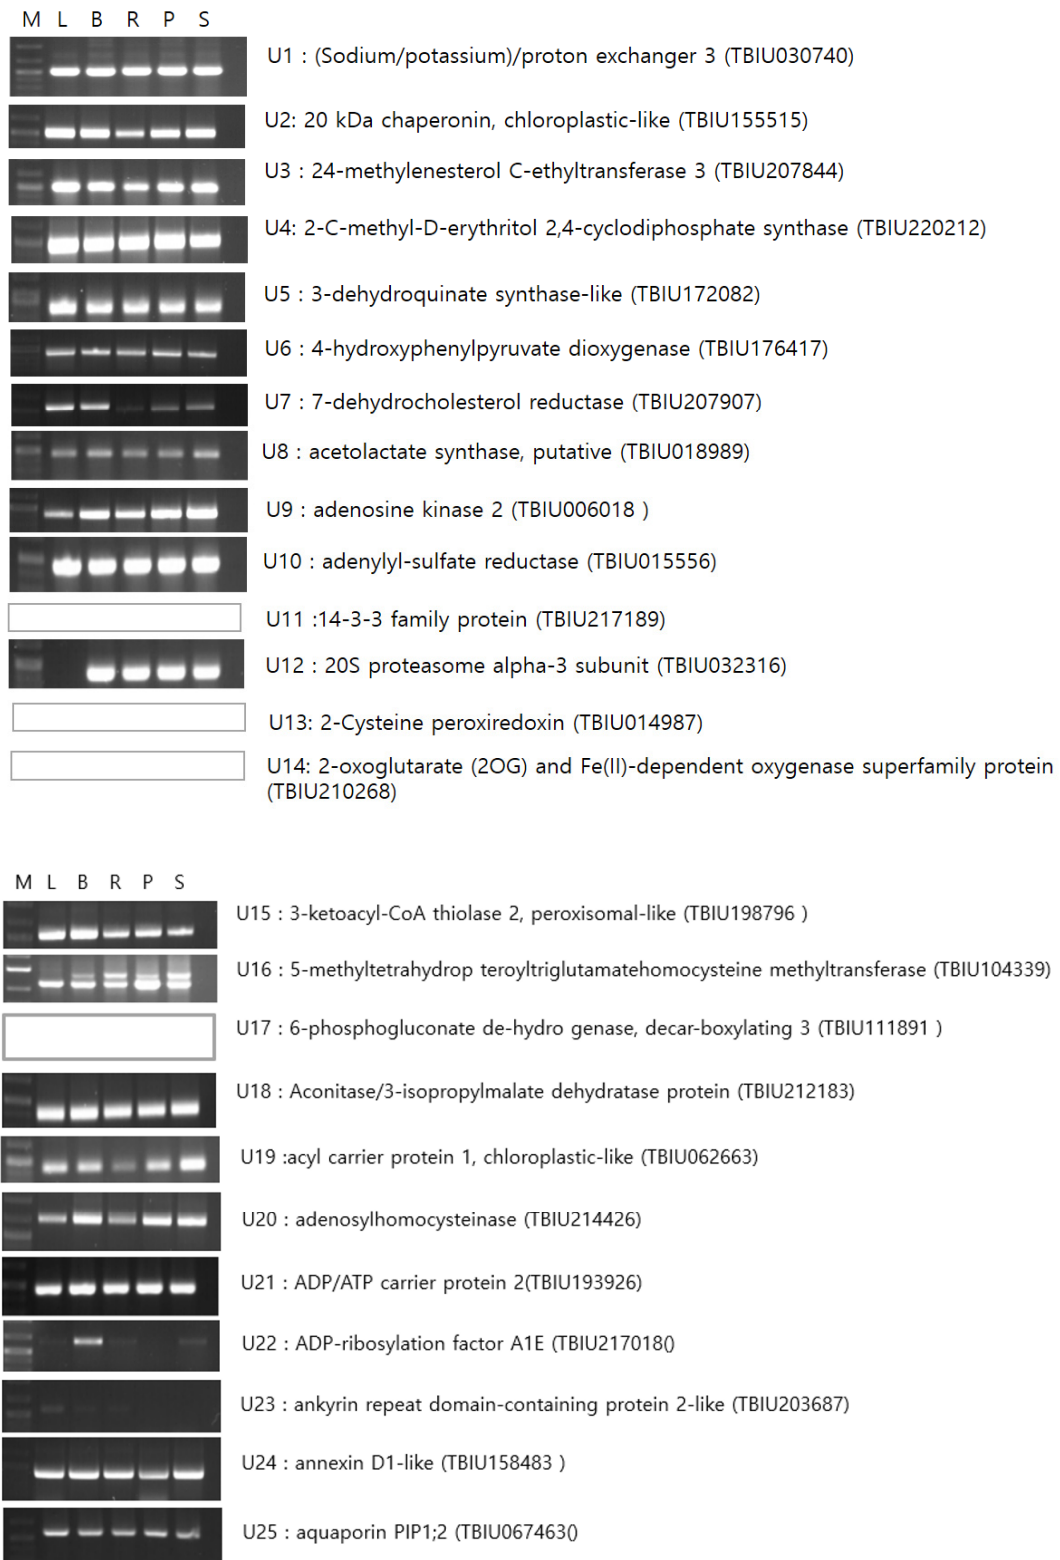 M L B R P S
U1 : (Sodium/potassium)/proton exchanger 3 (TBIU030740)
U2: 20 kDa chaperonin, chloroplastic-like (TBIU155515)
U3 : 24-methylenesterol C-ethyltransferase 3 (TBIU207844)
U4: 2-C-methyl-D-erythritol 2,4-cyclodiphosphate synthase (TBIU220212)
U5 : 3-dehydroquinate synthase-like (TBIU172082)
U6 : 4-hydroxyphenylpyruvate dioxygenase (TBIU176417)
U7 : 7-dehydrocholesterol reductase (TBIU207907)
U8 : acetolactate synthase, putative (TBIU018989)
U9 : adenosine kinase 2 (TBIU006018 )
U10 : adenylyl-sulfate reductase (TBIU015556)
U11 :14-3-3 family protein (TBIU217189)
U12 : 20S proteasome alpha-3 subunit (TBIU032316)
U13: 2-Cysteine peroxiredoxin (TBIU014987)
U14: 2-oxoglutarate (2OG) and Fe(II)-dependent oxygenase superfamily protein
(TBIU210268)
M L B R P S
U15 : 3-ketoacyl-CoA thiolase 2, peroxisomal-like (TBIU198796 )
U16 : 5-methyltetrahydrop teroyltriglutamatehomocysteine methyltransferase (TBIU104339)
U17 : 6-phosphogluconate de-hydro genase, decar-boxylating 3 (TBIU111891 )
U18 : Aconitase/3-isopropylmalate dehydratase protein (TBIU212183)
U19 :acyl carrier protein 1, chloroplastic-like (TBIU062663)
U20 : adenosylhomocysteinase (TBIU214426)
U21 : ADP/ATP carrier protein 2(TBIU193926)
U22 : ADP-ribosylation factor A1E (TBIU217018()
U23 : ankyrin repeat domain-containing protein 2-like (TBIU203687)
U24 : annexin D1-like (TBIU158483 )
U25 : aquaporin PIP1;2 (TBIU067463()